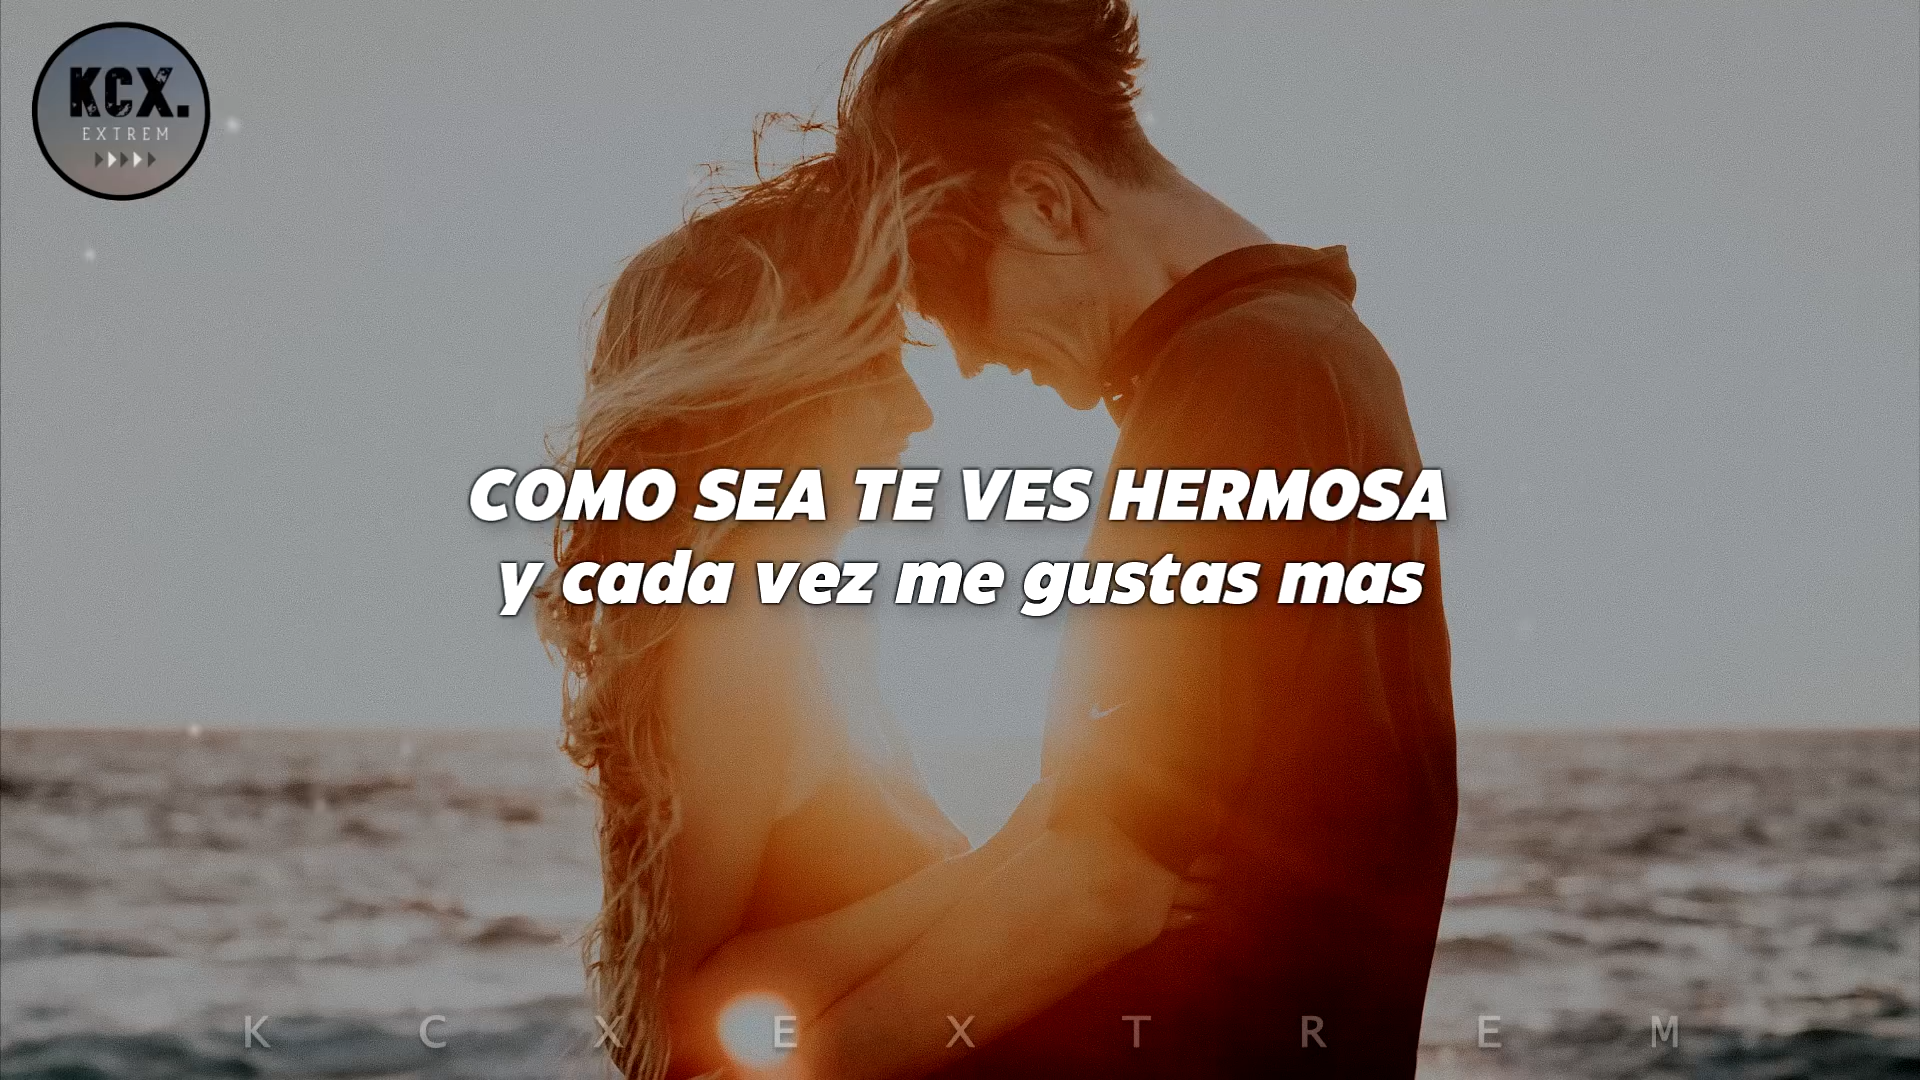 KCX.
EXTREM
COMO SEA TE VES HERMOSA
y cada vez me gustas mas
K C X E X T R E M